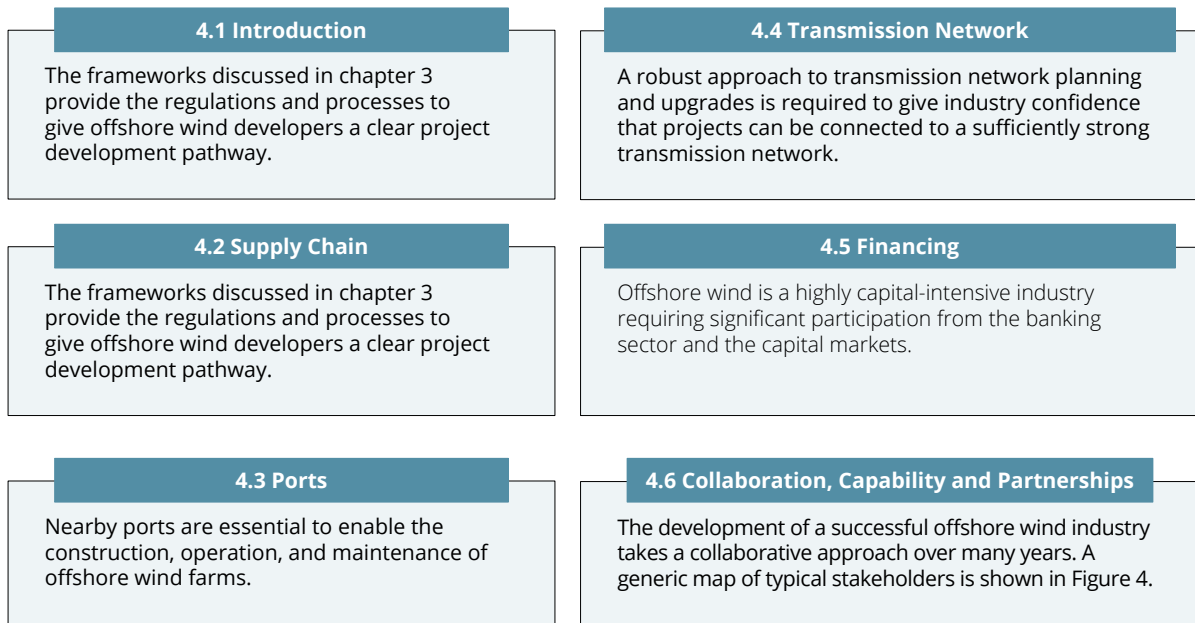 4.1 Introduction
The frameworks discussed in chapter 3
provide the regulations and processes to
give offshore wind developers a clear project
development pathway.
4.2 Supply Chain
The frameworks discussed in chapter 3
provide the regulations and processes to
give offshore wind developers a clear project
development pathway.
4.3 Ports
Nearby ports are essential to enable the
construction, operation, and maintenance of
offshore wind farms.
4.4 Transmission Network
A robust approach to transmission network planning
and upgrades is required to give industry confidence
that projects can be connected to a sufficiently strong
transmission network.
4.5 Financing
Offshore wind is a highly capital-intensive industry
requiring significant participation from the banking
sector and the capital markets.
4.6 Collaboration, Capability and Partnerships
The development of a successful offshore wind industry
takes a collaborative approach over many years. A
generic map of typical stakeholders is shown in Figure 4.